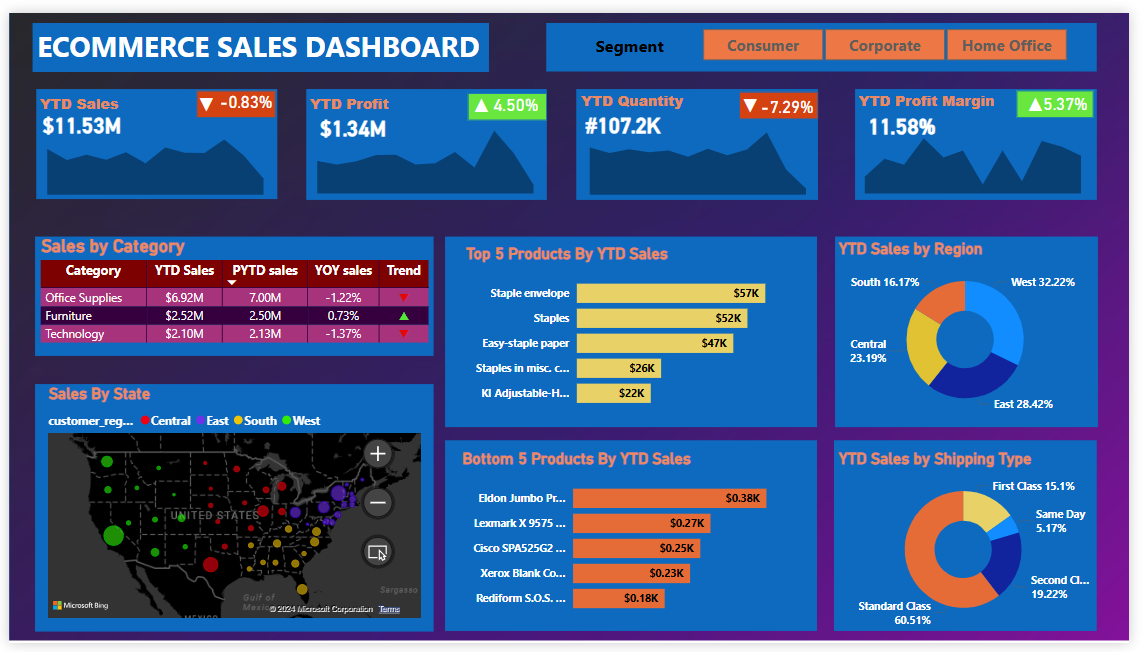 ECOMMERCE SALES DASHBOARD
Segment
Consumer
Corporate
Home Office
YTD Sales
▼ -0.83%
$11.53M
YTD Profit
▲ 4.50%
$1.34M
YTD Quantity
▼ -7.29%
#107.2K
YTD Profit Margin
▲5.37%
11.58%
Sales by Category
Category YTD Sales PYTD sales YOY sales Trend
Office Supplies $6.92M 7.00M -1.22% ▼
Furniture $2.52M 2.50M 0.73% ▲
Technology $2.10M 2.13M -1.37% ▼
Sales By State
customer_reg... Central East South West
UNITED STATES
Gulf of
Mexico
Sargasso
MEXICO
Microsoft Bing
© 2024 Microsoft Corporation Terms
Top 5 Products By YTD Sales
Staple envelope $57K
Staples $52K
Easy-staple paper $47K
Staples in misc. c... $26K
KI Adjustable-H... $22K
Bottom 5 Products By YTD Sales
Eldon Jumbo Pr... $0.38K
Lexmark X 9575 ... $0.27K
Cisco SPA525G2 ... $0.25K
Xerox Blank Co... $0.23K
Rediform S.O.S. ... $0.18K
YTD Sales by Region
South 16.17%
West 32.22%
Central
23.19%
East 28.42%
YTD Sales by Shipping Type
First Class 15.1%
Same Day
5.17%
Second Cl...
19.22%
Standard Class
60.51%